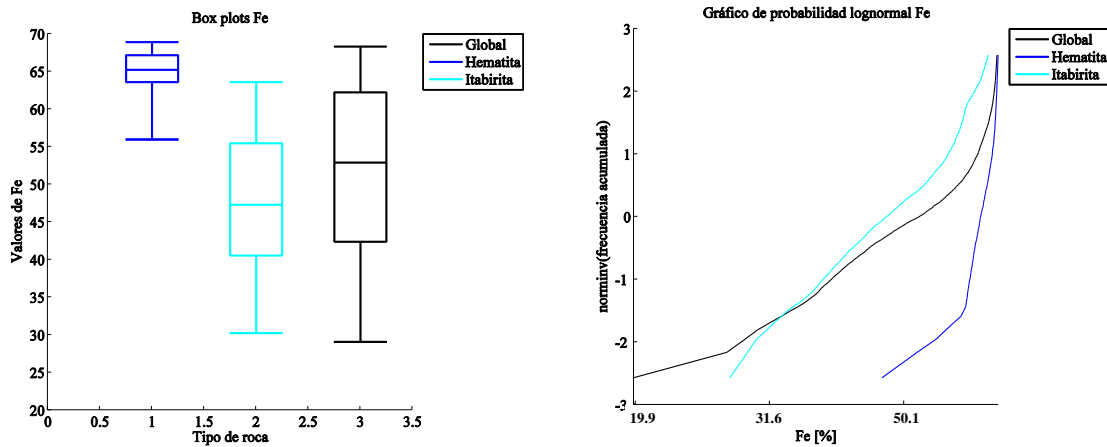 Box plots Fe
70
65
60
55
50
45
40
35
30
25
20
Valores de Fe
0
0.5
1
1.5
2
2.5
3
3.5
Tipo de roca
Global
Hematita
Itabirita
Gráfico de probabilidad lognormal Fe
3
2
1
0
-1
-2
-3
norminv(frecuencia acumulada)
19.9
31.6
50.1
Fe [%]
Global
Hematita
Itabirita